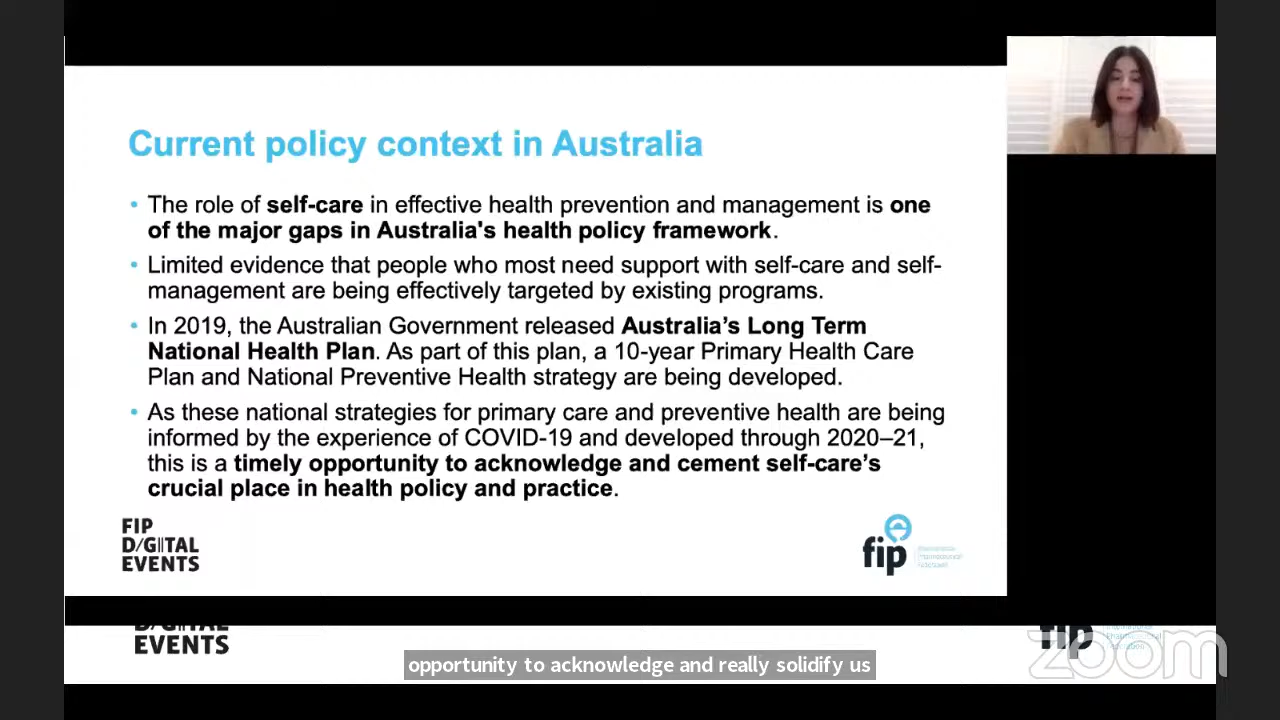 Current policy context in Australia
• The role of self-care in effective health prevention and management is one
of the major gaps in Australia's health policy framework.
• Limited evidence that people who most need support with self-care and self-
management are being effectively targeted by existing programs.
• In 2019, the Australian Government released Australia’s Long Term
National Health Plan. As part of this plan, a 10-year Primary Health Care
Plan and National Preventive Health strategy are being developed.
• As these national strategies for primary care and preventive health are being
informed by the experience of COVID-19 and developed through 2020–21,
this is a timely opportunity to acknowledge and cement self-care’s
crucial place in health policy and practice.
FIP
DIGITAL
EVENTS
fip
DIGITAL
EVENTS
fip
zoom
opportunity to acknowledge and really solidify us